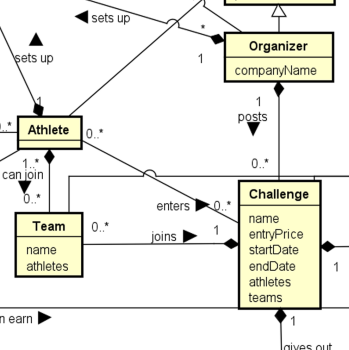 sets up
*
sets up
1
Organizer
companyName
1
1
posts
Athlete
0..*
1..*
can join
0..*
0..*
Challenge
enters
0..*
name
Team
0..*
entryPrice
joins
1
startDate
name
endDate
athletes
athletes
1
teams
n earn
1
gives out